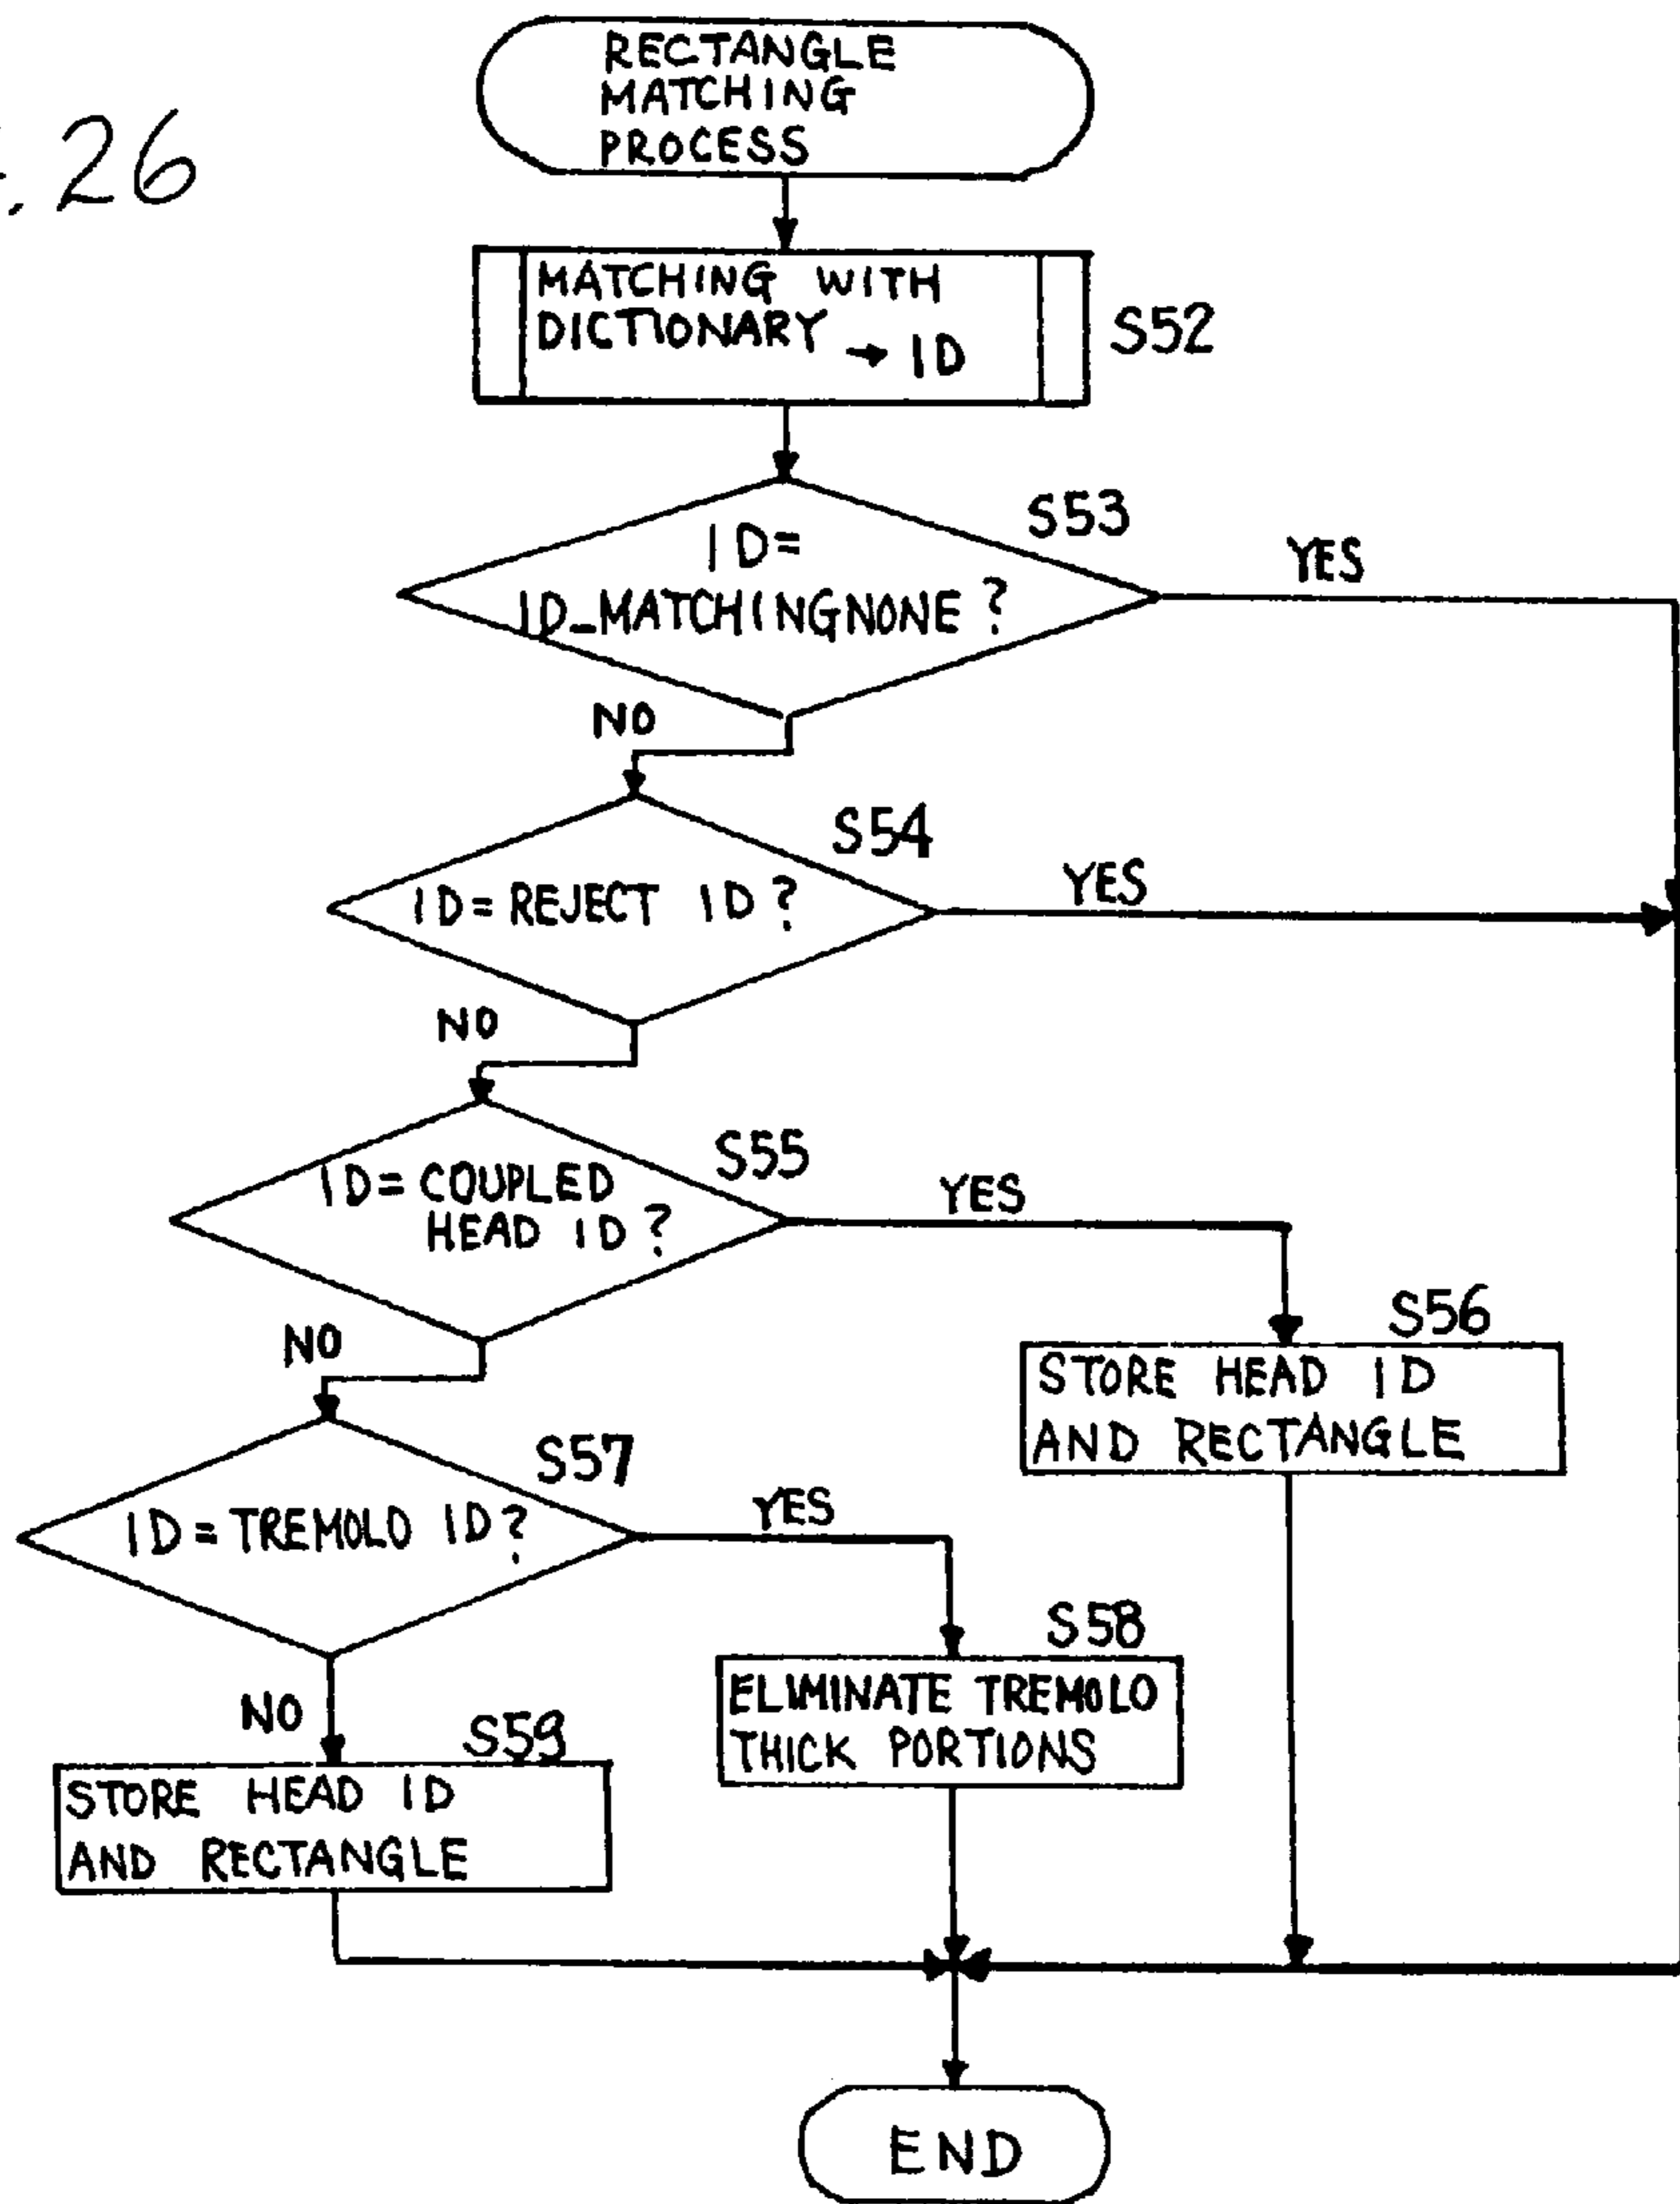 . 26
RECTANGLE
MATCHING
PROCESS
MATCHING WITH
DICTIONARY → ID
S52
S53
ID=
ID_MATCHINGNONE ?
YES
NO
S54
ID=REJECT ID ?
YES
NO
S55
ID= COUPLED
HEAD ID ?
YES
NO
S56
STORE HEAD ID
AND RECTANGLE
S57
ID=TREMOLO ID?
YES
NO
S58
ELIMINATE TREMOLO
THICK PORTIONS
S59
STORE HEAD ID
AND RECTANGLE
END